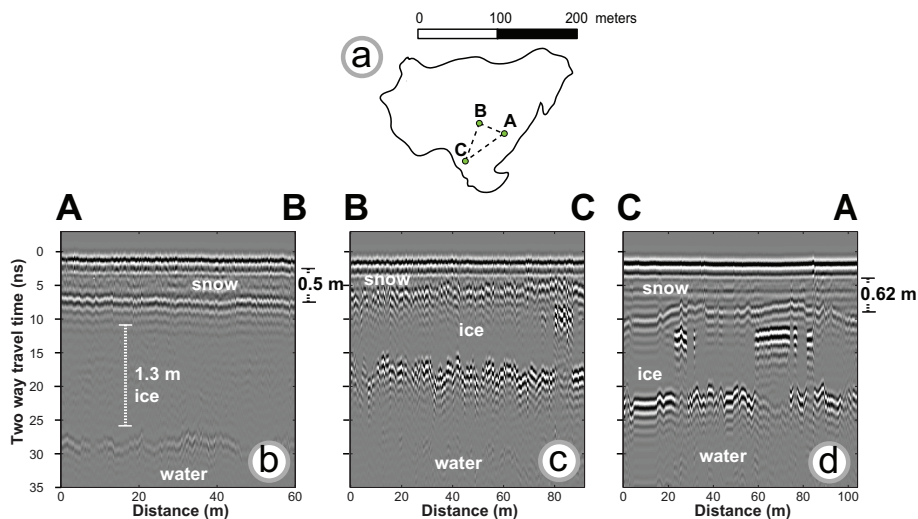 0 100 200 meters
a
B
A
C
A B
B C
C A
Two way travel time (ns)
0
5
10
15
20
25
30
35
snow
0.5 m
1.3 m
ice
water
b
0 20 40 60
Distance (m)
snow
ice
water
c
0 20 40 60 80
Distance (m)
snow
0.62 m
ice
water
d
0 20 40 60 80 100
Distance (m)